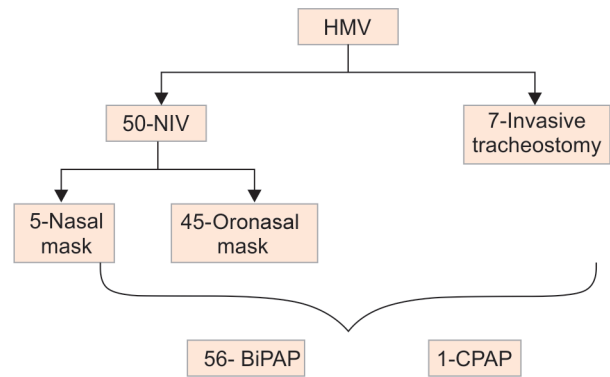 HMV
50-NIV
7-Invasive
tracheostomy
5-Nasal
mask
45-Oronasal
mask
56- BiPAP
1-CPAP